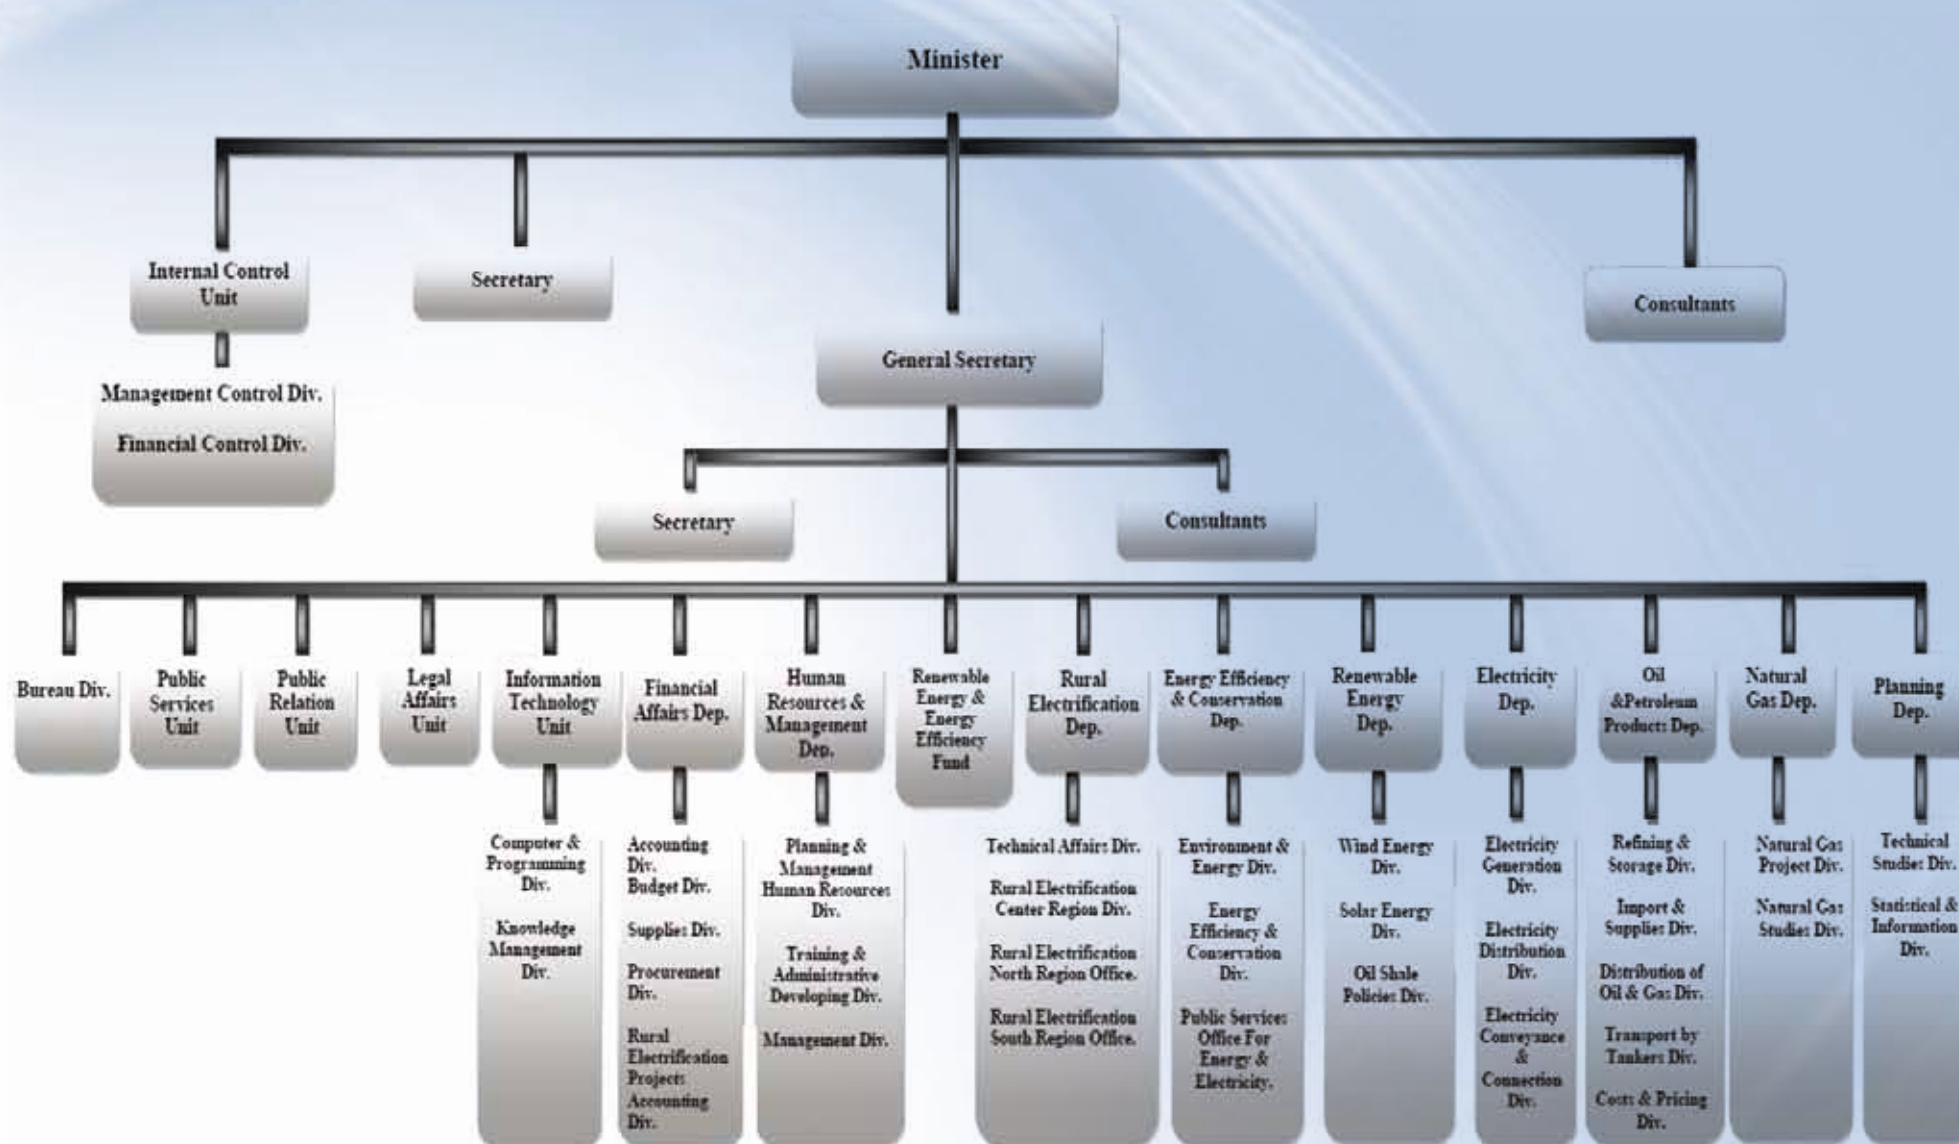 Minister
Internal Control
Unit
Secretary
Consultants
General Secretary
Management Control Div.
Financial Control Div.
Secretary
Consultants
Bureau Div.
Public
Services
Unit
Public
Relation
Unit
Legal
Affairs
Unit
Information
Technology
Unit
Financial
Affairs Dep.
Human
Resources &
Management
Dep.
Renewable
Energy &
Energy
Efficiency
Fund
Rural
Electrification
Dep.
Energy Efficiency
& Conservation
Dep.
Renewable
Energy
Dep.
Electricity
Dep.
Oil
&Petroleum
Products Dep.
Natural
Gas Dep.
Planning
Dep.
Computer &
Programming
Div.
Knowledge
Management
Div.
Accounting
Div.
Budget Div.
Supplies Div.
Procurement
Div.
Rural
Electrification
Projects
Accounting
Div.
Planning &
Management
Human Resources
Div.
Training &
Administrative
Developing Div.
Management Div.
Technical Affairs Div.
Rural Electrification
Center Region Div.
Rural Electrification
North Region Office.
Rural Electrification
South Region Office.
Environment &
Energy Div.
Energy
Efficiency &
Conservation
Div.
Public Services
Office For
Energy &
Electricity.
Wind Energy
Div.
Solar Energy
Div.
Oil Shale
Policies Div.
Electricity
Generation
Div.
Electricity
Distribution
Div.
Electricity
Conveyance
&
Connection
Div.
Refining &
Storage Div.
Import &
Supplies Div.
Distribution of
Oil & Gas Div.
Transport by
Tankers Div.
Costs & Pricing
Div.
Natural Gas
Project Div.
Natural Gas
Studies Div.
Technical
Studies Div.
Statistical &
Information
Div.